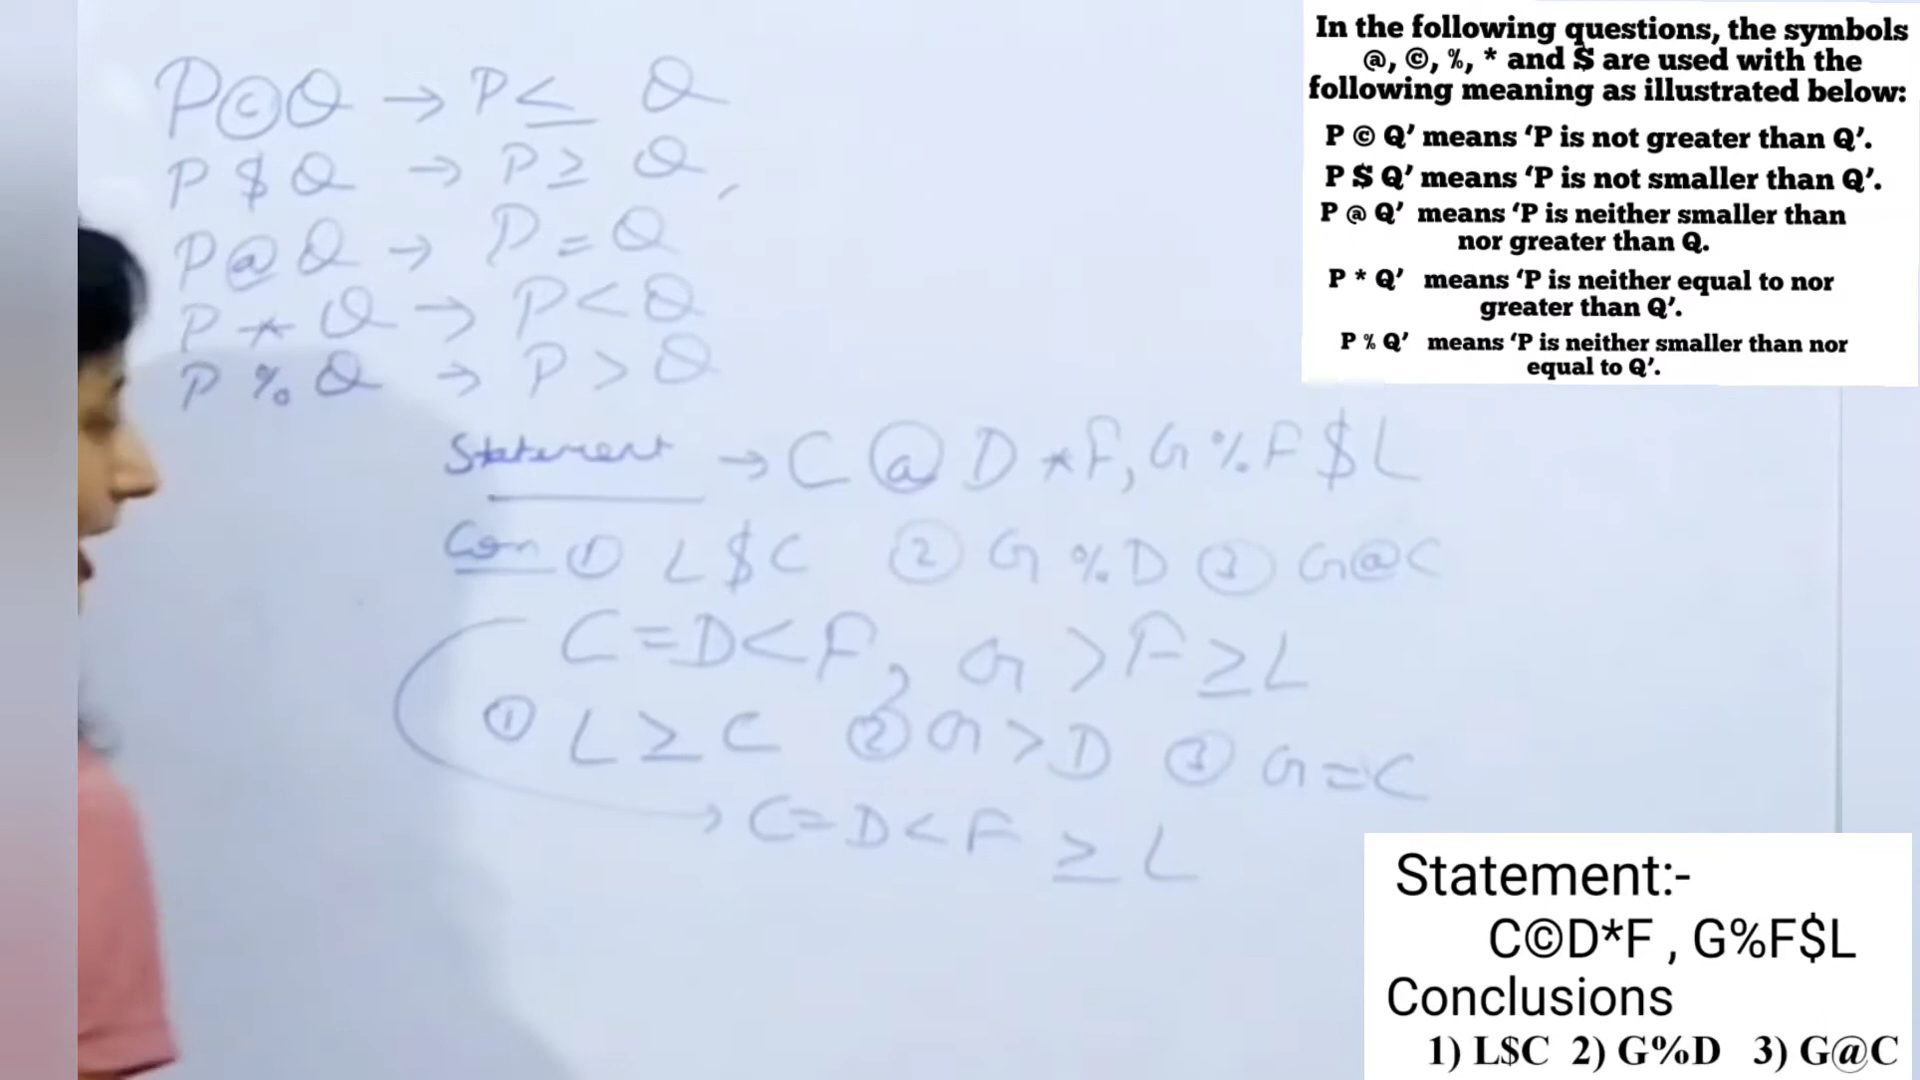 P©Q → P≤ Q
P $ Q → P ≥ Q,
P@Q → P = Q
P * Q → P < Q
P % Q → P > Q
Statement → C @ D * F, G % F $ L
Con ① L $ C ② G % D ③ G@C
C = D < F, G > F ≥ L
① L ≥ C ② G > D ③ G = C
→ C = D < F ≥ L
In the following questions, the symbols
@, ©, %, * and $ are used with the
following meaning as illustrated below:
P © Q’ means ‘P is not greater than Q’.
P $ Q’ means ‘P is not smaller than Q’.
P @ Q’ means ‘P is neither smaller than
nor greater than Q.
P * Q’ means ‘P is neither equal to nor
greater than Q’.
P % Q’ means ‘P is neither smaller than nor
equal to Q’.
Statement:-
C©D*F , G%F$L
Conclusions
1) L$C 2) G%D 3) G@C